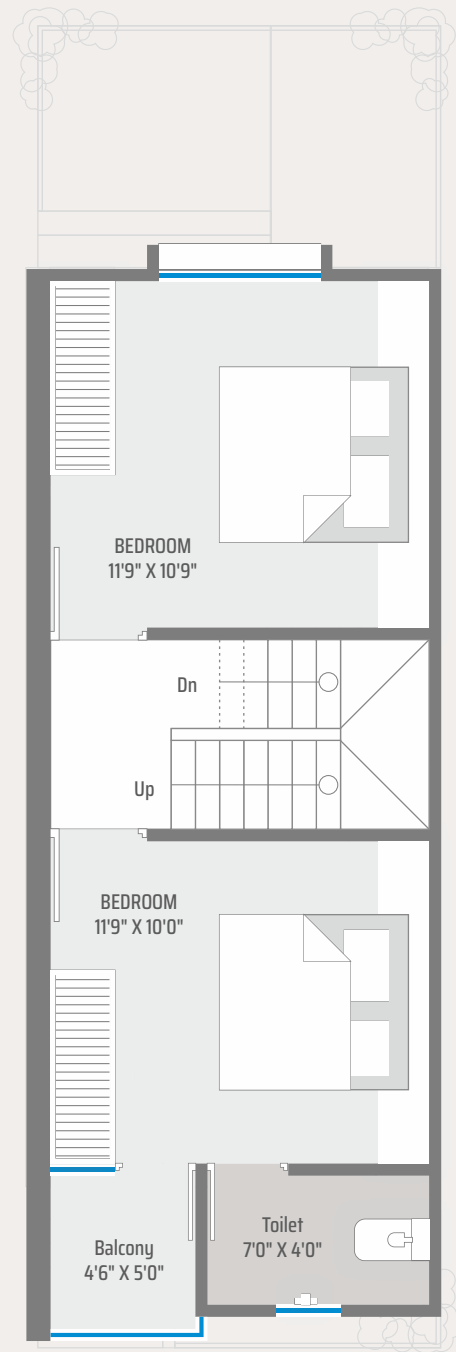 BEDROOM
11'9" X 10'9"
Dn
Up
BEDROOM
11'9" X 10'0"
Toilet
7'0" X 4'0"
Balcony
4'6" X 5'0"